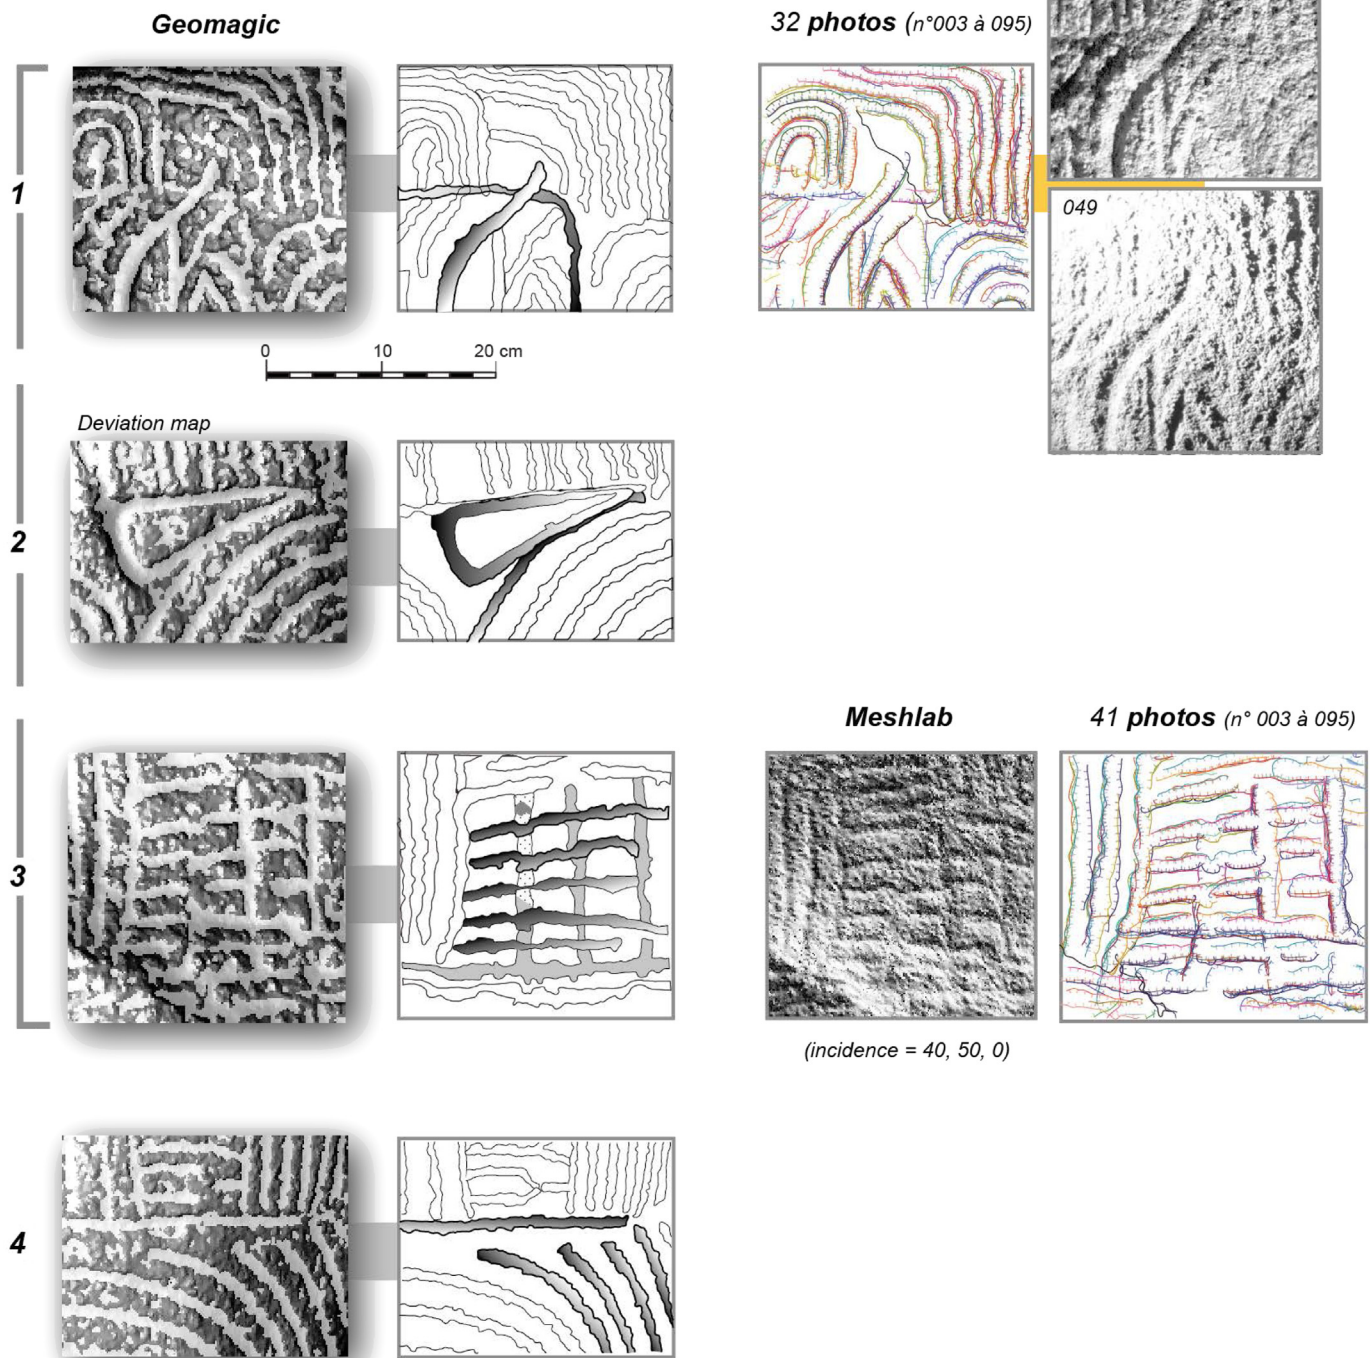 Geomagic
32 photos (n°003 à 095)
1
049
0 10 20 cm
Deviation map
2
Meshlab
41 photos (n° 003 à 095)
3
(incidence = 40, 50, 0)
4